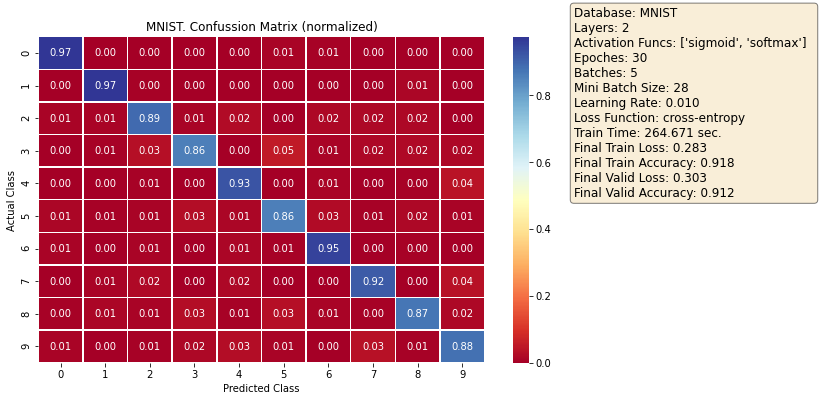 MNIST. Confussion Matrix (normalized)
0 0.97 0.00 0.00 0.00 0.00 0.01 0.01 0.00 0.00 0.00
1 0.00 0.97 0.00 0.00 0.00 0.00 0.00 0.00 0.01 0.00
2 0.01 0.01 0.89 0.01 0.02 0.00 0.02 0.02 0.02 0.00
3 0.00 0.01 0.03 0.86 0.00 0.05 0.01 0.02 0.02 0.02
4 0.00 0.00 0.01 0.00 0.93 0.00 0.01 0.00 0.00 0.04
5 0.01 0.01 0.01 0.03 0.01 0.86 0.03 0.01 0.02 0.01
6 0.01 0.00 0.01 0.00 0.01 0.01 0.95 0.00 0.00 0.00
7 0.00 0.01 0.02 0.00 0.02 0.00 0.00 0.92 0.00 0.04
8 0.00 0.01 0.01 0.03 0.01 0.03 0.01 0.00 0.87 0.02
9 0.01 0.00 0.01 0.02 0.03 0.01 0.00 0.03 0.01 0.88
0 1 2 3 4 5 6 7 8 9
Actual Class
Predicted Class
0.8
0.6
0.4
0.2
0.0
Database: MNIST
Layers: 2
Activation Funcs: ['sigmoid', 'softmax']
Epoches: 30
Batches: 5
Mini Batch Size: 28
Learning Rate: 0.010
Loss Function: cross-entropy
Train Time: 264.671 sec.
Final Train Loss: 0.283
Final Train Accuracy: 0.918
Final Valid Loss: 0.303
Final Valid Accuracy: 0.912